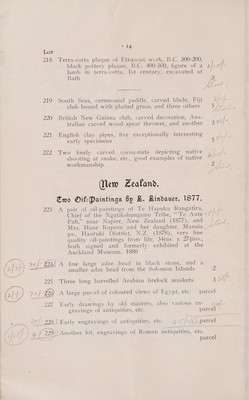 24
Lot
218 Terra-cotta plaque of Etruscan work, B.C. 300-200,
black pottery plaque, B.C. 400-300, figure of a
lamb in terra-cotta, 1st century, excavated at
Bath
219 South Seas, ceremonial paddle, carved blade, Fiji
club bound with plaited grass, and three others
220 British New Guinea club, carved decoration, Aus-
tralian carved wood spear thrower, and another
221 English clay pipes, five exceptionally interesting
early specimens
222 Two finely carved cocoa-nuts depicting native
shooting at snake, etc., good examples of native
workmanship
New Zealand.
Two Oil-Paintings by L. Lindauer, 1877.
223 A pair of oil-paintings of Te Hapuku Rangatira,
Chief of the Ngatikahungunu Tribe, "Te Aute
Pah," near Napier, New Zealand (1877), and
Mrs. Hane Rupene and her daughter,
pu, Hauraki District, N.Z. (1878), very fine
quality oil-paintings from life,
both signed and formerly exhibited at the
Auckland Museum, 1880
224 A fine large adze head in black stone, and a
smaller adze head from the Solomon Islands 2
225 Three long barrelled Arabian firelock muskets
226 A large parcel of coloured views of Egypt, etc. parcel
227 Early drawings by old masters, also various en-
gravings of antiquities, etc. parcel
228 Early engravings of antiquities, etc. parcel
229 Another lot, engravings of Roman antiquities, etc.
parcel